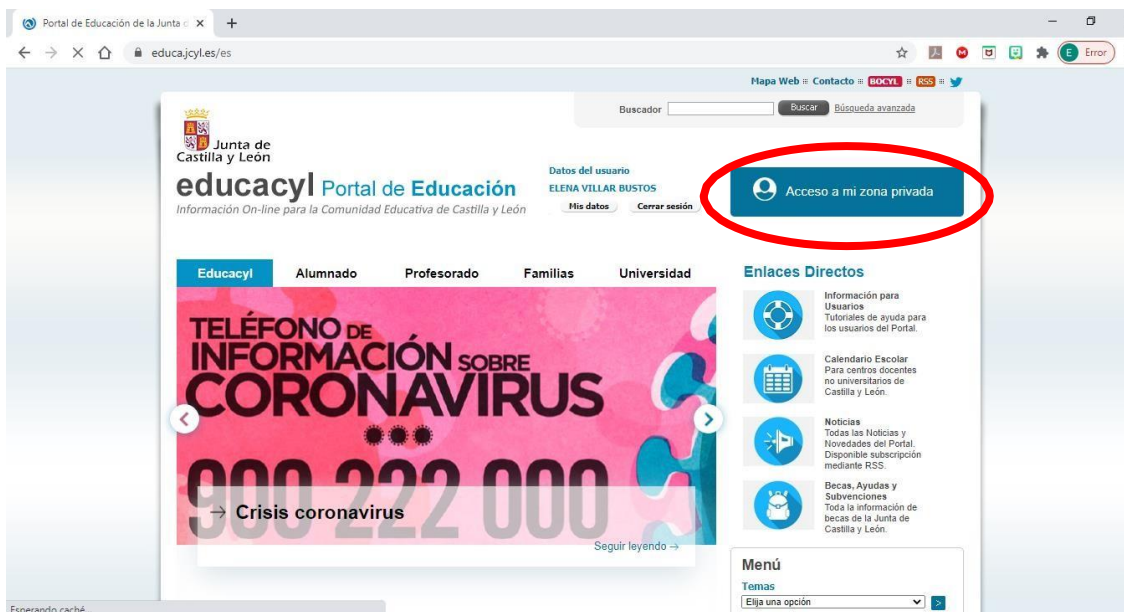 Portal de Educación de la Junta d
educa.jcyl.es/es
E Error
Mapa Web Contacto BOCYL RSS
Buscador Buscar Búsqueda avanzada
Junta de
Castilla y León
educacyl Portal de Educación
Información On-line para la Comunidad Educativa de Castilla y León
Datos del usuario
ELENA VILLAR BUSTOS
Mis datos Cerrar sesión
Acceso a mi zona privada
Educacyl Alumnado Profesorado Familias Universidad
TELÉFONO DE
INFORMACIÓN SOBRE
CORONAVIRUS
900 222 000
→ Crisis coronavirus
Seguir leyendo →
Enlaces Directos
Información para
Usuarios
Tutoriales de ayuda para
los usuarios del Portal.
Calendario Escolar
Para centros docentes
no universitarios de
Castilla y León.
Noticias
Todas las Noticias y
Novedades del Portal.
Disponible subscripción
mediante RSS.
Becas, Ayudas y
Subvenciones
Toda la información de
becas de la Junta de
Castilla y León.
Menú
Temas
Elija una opción >
Esperando caché